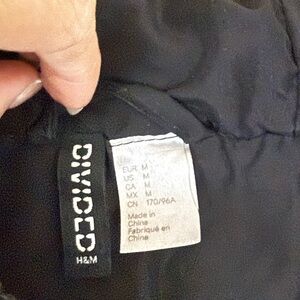 DIVIDED
H&M
EUR M
US M
CA M
MX M
CN 170/96A
Made in
China
Fabriqué en
Chine